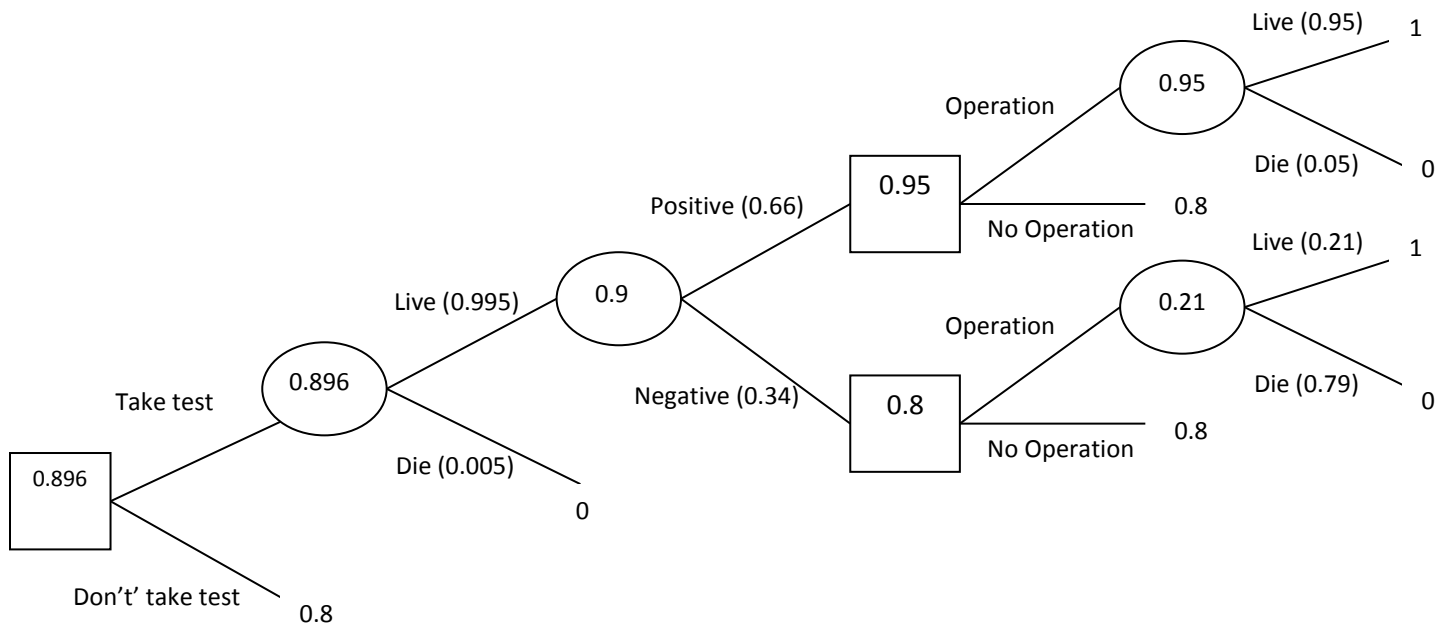 Live (0.95)
1
0.95
Operation
Die (0.05)
0
0.95
Positive (0.66)
0.8
No Operation
Live (0.21)
1
Live (0.995)
0.9
0.21
Operation
0.896
Take test
Negative (0.34)
0.8
Die (0.79)
0
0.8
No Operation
Die (0.005)
0.896
0
Don't' take test
0.8